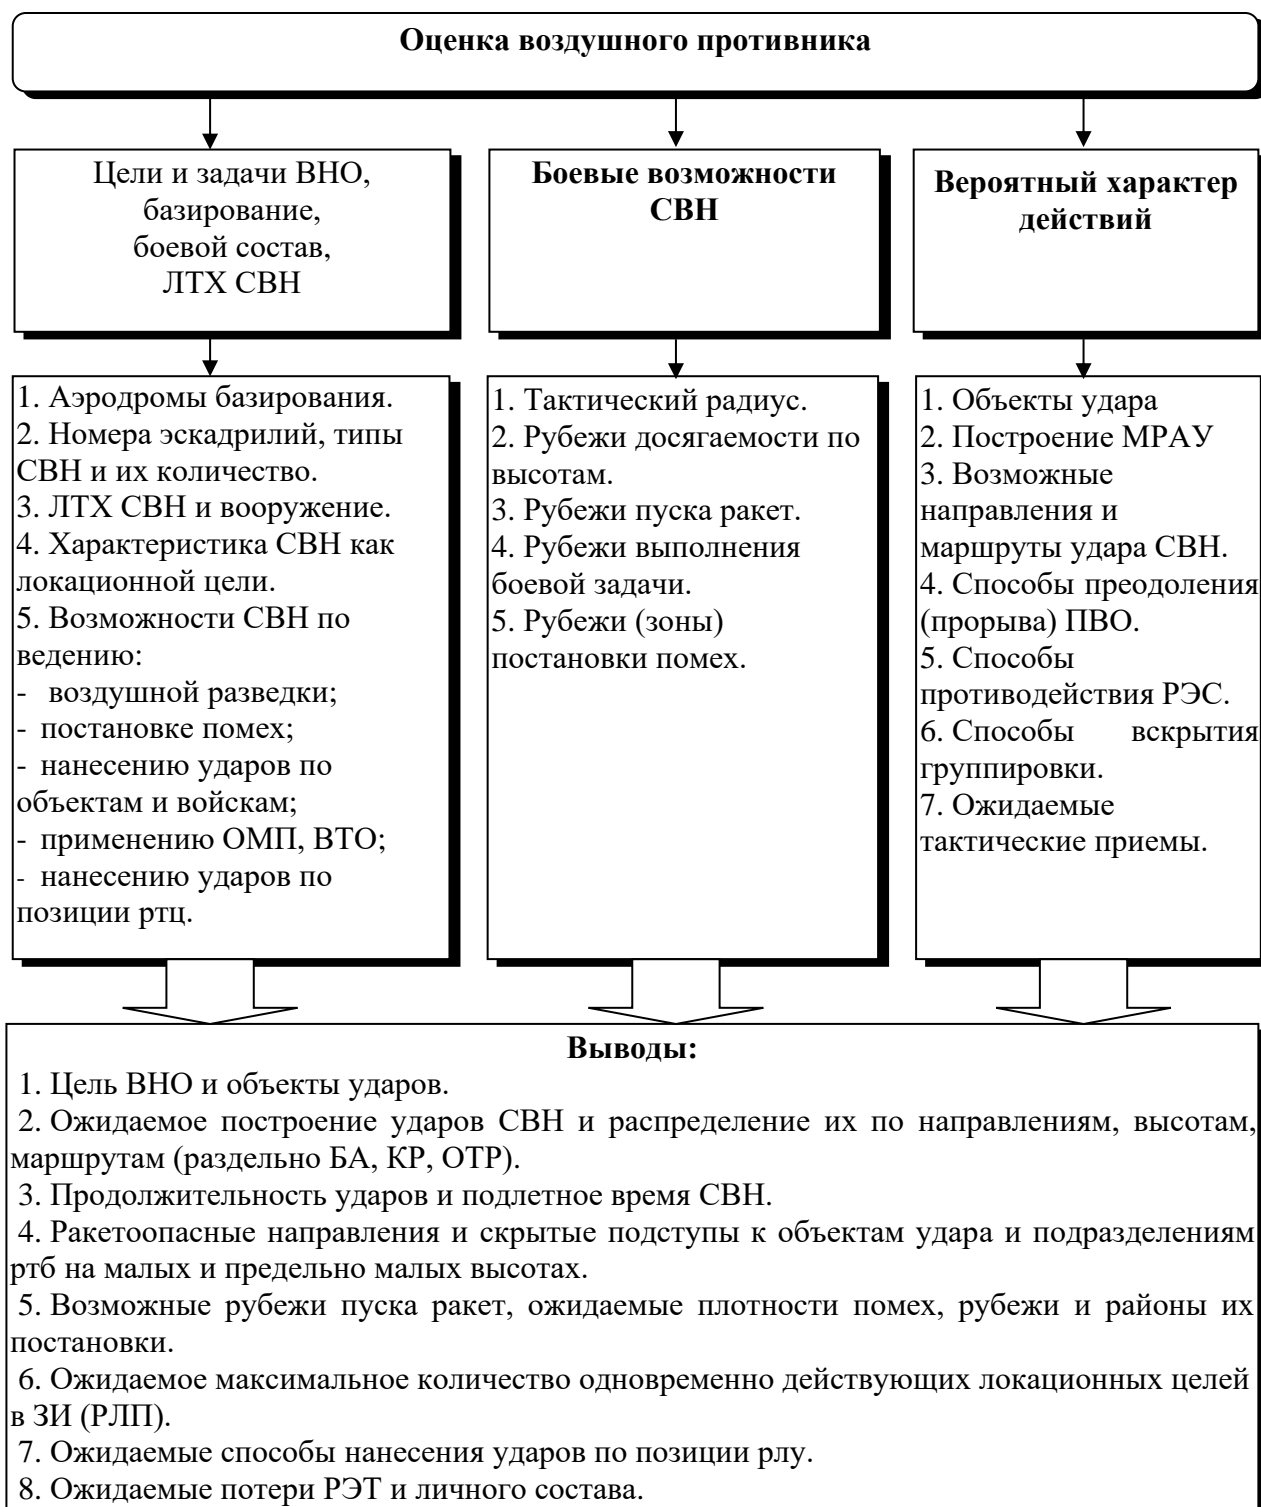 Оценка воздушного противника
Цели и задачи ВНО,
базирование,
боевой состав,
ЛТХ СВН
Боевые возможности
СВН
Вероятный характер
действий
1. Аэродромы базирования.
2. Номера эскадрилий, типы
СВН и их количество.
3. ЛТХ СВН и вооружение.
4. Характеристика СВН как
локационной цели.
5. Возможности СВН по
ведению:
- воздушной разведки;
- постановке помех;
- нанесению ударов по
объектам и войскам;
- применению ОМП, ВТО;
- нанесению ударов по
позиции ртц.
1. Тактический радиус.
2. Рубежи досягаемости по
высотам.
3. Рубежи пуска ракет.
4. Рубежи выполнения
боевой задачи.
5. Рубежи (зоны)
постановки помех.
1. Объекты удара
2. Построение МРАУ
3. Возможные
направления и
маршруты удара СВН.
4. Способы преодоления
(прорыва) ПВО.
5. Способы
противодействия РЭС.
6. Способы вскрытия
группировки.
7. Ожидаемые
тактические приемы.
Выводы:
1. Цель ВНО и объекты ударов.
2. Ожидаемое построение ударов СВН и распределение их по направлениям, высотам,
маршрутам (раздельно БА, КР, ОТР).
3. Продолжительность ударов и подлетное время СВН.
4. Ракетоопасные направления и скрытые подступы к объектам удара и подразделениям
ртб на малых и предельно малых высотах.
5. Возможные рубежи пуска ракет, ожидаемые плотности помех, рубежи и районы их
постановки.
6. Ожидаемое максимальное количество одновременно действующих локационных целей
в ЗИ (РЛП).
7. Ожидаемые способы нанесения ударов по позиции рлу.
8. Ожидаемые потери РЭТ и личного состава.